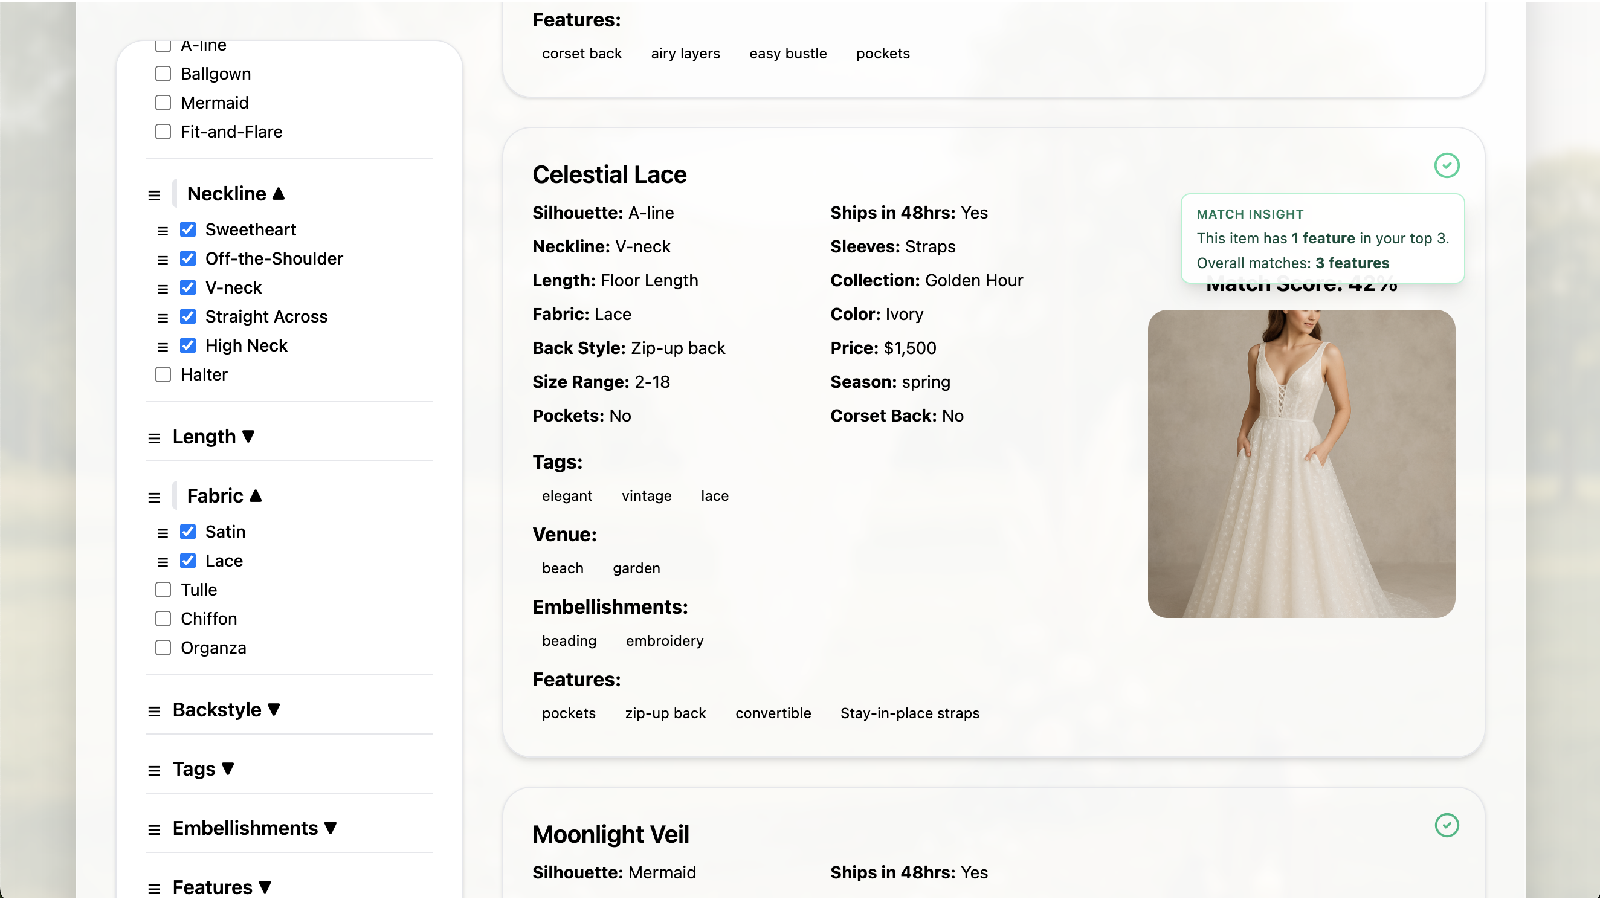 A-line
Ballgown
Mermaid
Fit-and-Flare
Neckline ▲
Sweetheart
Off-the-Shoulder
V-neck
Straight Across
High Neck
Halter
Length ▼
Fabric ▲
Satin
Lace
Tulle
Chiffon
Organza
Backstyle ▼
Tags ▼
Embellishments ▼
Features ▼
Features:
corset back airy layers easy bustle pockets
Celestial Lace
Silhouette: A-line
Neckline: V-neck
Length: Floor Length
Fabric: Lace
Back Style: Zip-up back
Size Range: 2-18
Pockets: No
Ships in 48hrs: Yes
Sleeves: Straps
Collection: Golden Hour
Color: Ivory
Price: $1,500
Season: spring
Corset Back: No
MATCH INSIGHT
This item has 1 feature in your top 3.
Overall matches: 3 features
Match Score: 42%
Tags:
elegant vintage lace
Venue:
beach garden
Embellishments:
beading embroidery
Features:
pockets zip-up back convertible Stay-in-place straps
Moonlight Veil
Silhouette: Mermaid
Ships in 48hrs: Yes